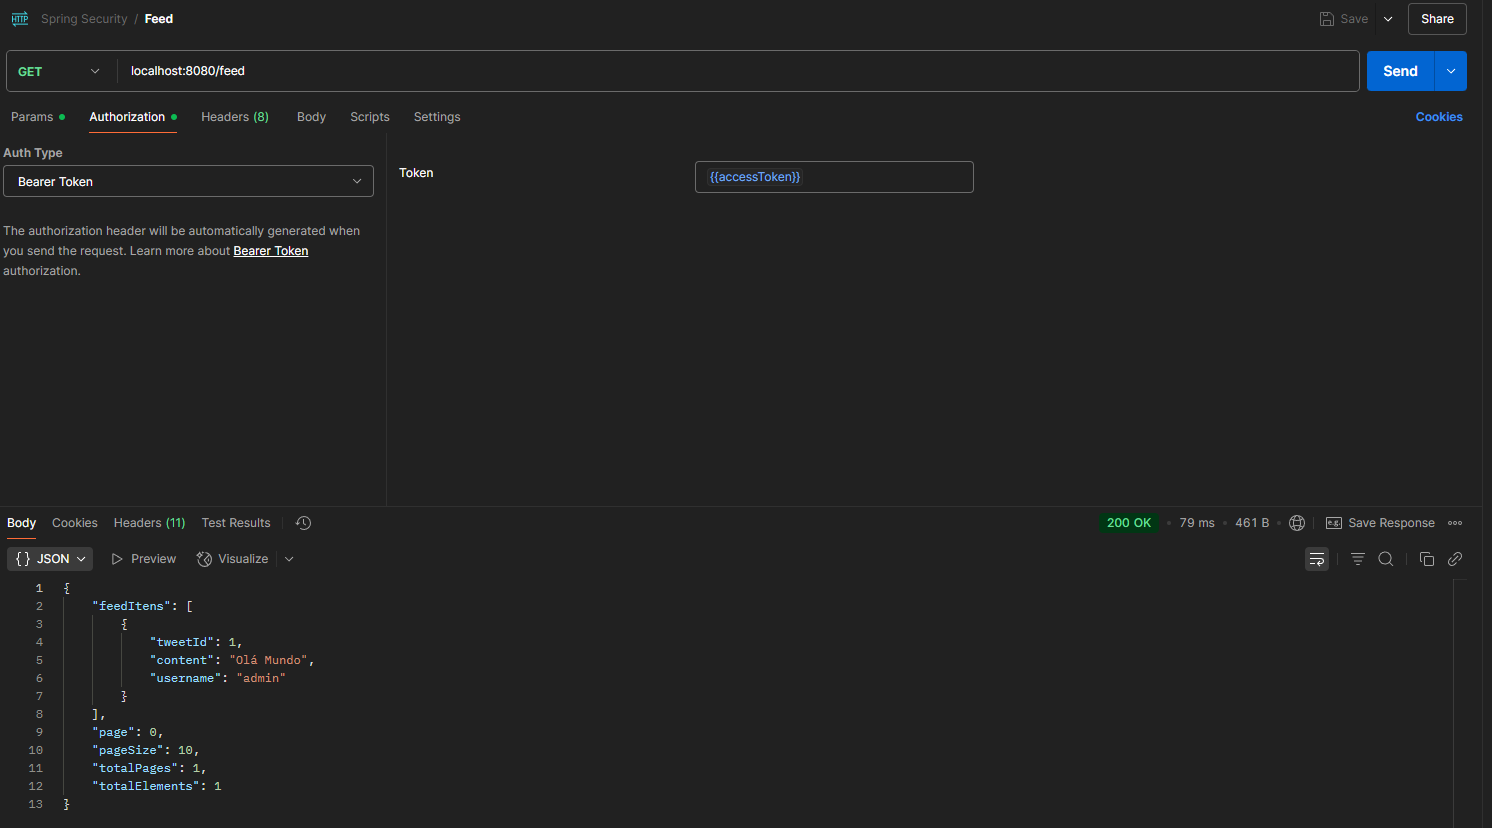 HTTP Spring Security / Feed
Save Share
GET localhost:8080/feed Send
Params Authorization Headers (8) Body Scripts Settings Cookies
Auth Type
Bearer Token
The authorization header will be automatically generated when
you send the request. Learn more about Bearer Token
authorization.
Token {{accessToken}}
Body Cookies Headers (11) Test Results 200 OK • 79 ms • 461 B • e.g. Save Response
{} JSON Preview Visualize
1 {
2 "feedItens": [
3 {
4 "tweetId": 1,
5 "content": "Olá Mundo",
6 "username": "admin"
7 }
8 ],
9 "page": 0,
10 "pageSize": 10,
11 "totalPages": 1,
12 "totalElements": 1
13 }